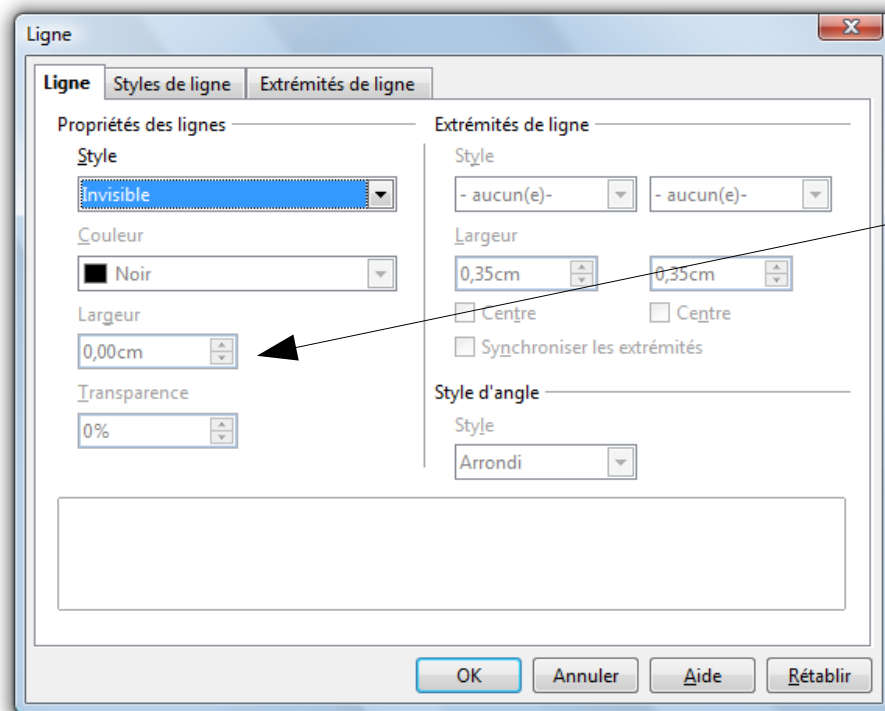 Ligne
Ligne Styles de ligne Extrémités de ligne
Propriétés des lignes
Style
Invisible
Couleur
Noir
Largeur
0,00cm
Transparence
0%
Extrémités de ligne
Style
- aucun(e)- - aucun(e)-
Largeur
0,35cm 0,35cm
Centre Centre
Synchroniser les extrémités
Style d'angle
Style
Arrondi
OK Annuler Aide Rétablir